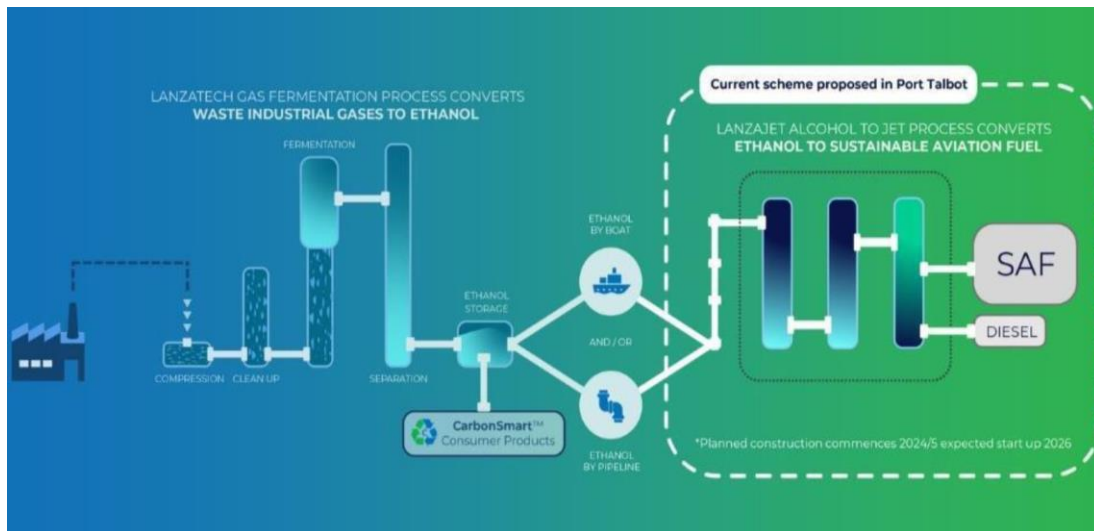 LANZATECH GAS FERMENTATION PROCESS CONVERTS
WASTE INDUSTRIAL GASES TO ETHANOL
FERMENTATION
COMPRESSION
CLEAN UP
SEPARATION
ETHANOL
STORAGE
CarbonSmart™
Consumer Products
ETHANOL
BY BOAT
AND / OR
ETHANOL
BY PIPELINE
Current scheme proposed in Port Talbot
LANZAJET ALCOHOL TO JET PROCESS CONVERTS
ETHANOL TO SUSTAINABLE AVIATION FUEL
SAF
DIESEL
*Planned construction commences 2024/5 expected start up 2026